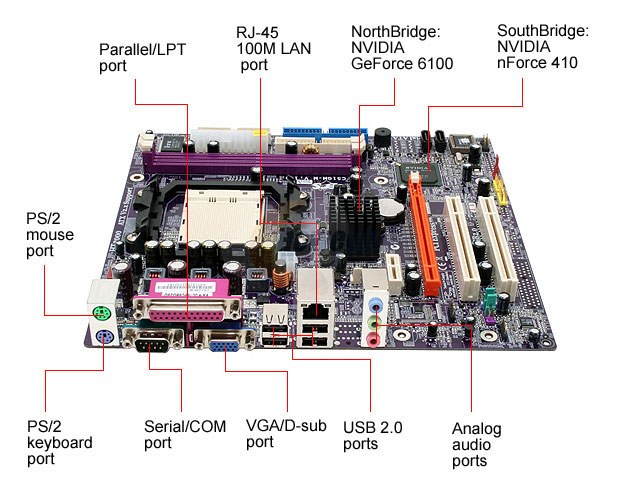 Parallel/LPT
port
RJ-45
100M LAN
port
NorthBridge:
NVIDIA
GeForce 6100
SouthBridge:
NVIDIA
nForce 410
PS/2
mouse
port
PS/2
keyboard
port
Serial/COM
port
VGA/D-sub
port
USB 2.0
ports
Analog
audio
ports